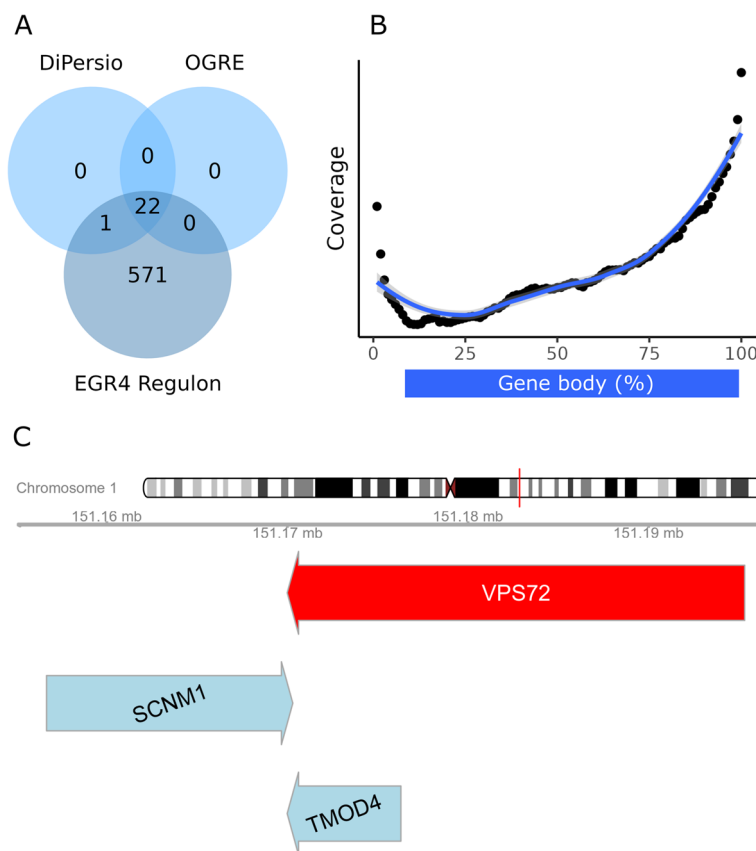 A
DiPersio OGRE
0 0 0
22
1 0
571
EGR4 Regulon
B
Coverage
0 25 50 75 100
Gene body (%)
C
Chromosome 1
151.16 mb 151.18 mb
151.17 mb 151.19 mb
VPS72
SCNM1
TMOD4